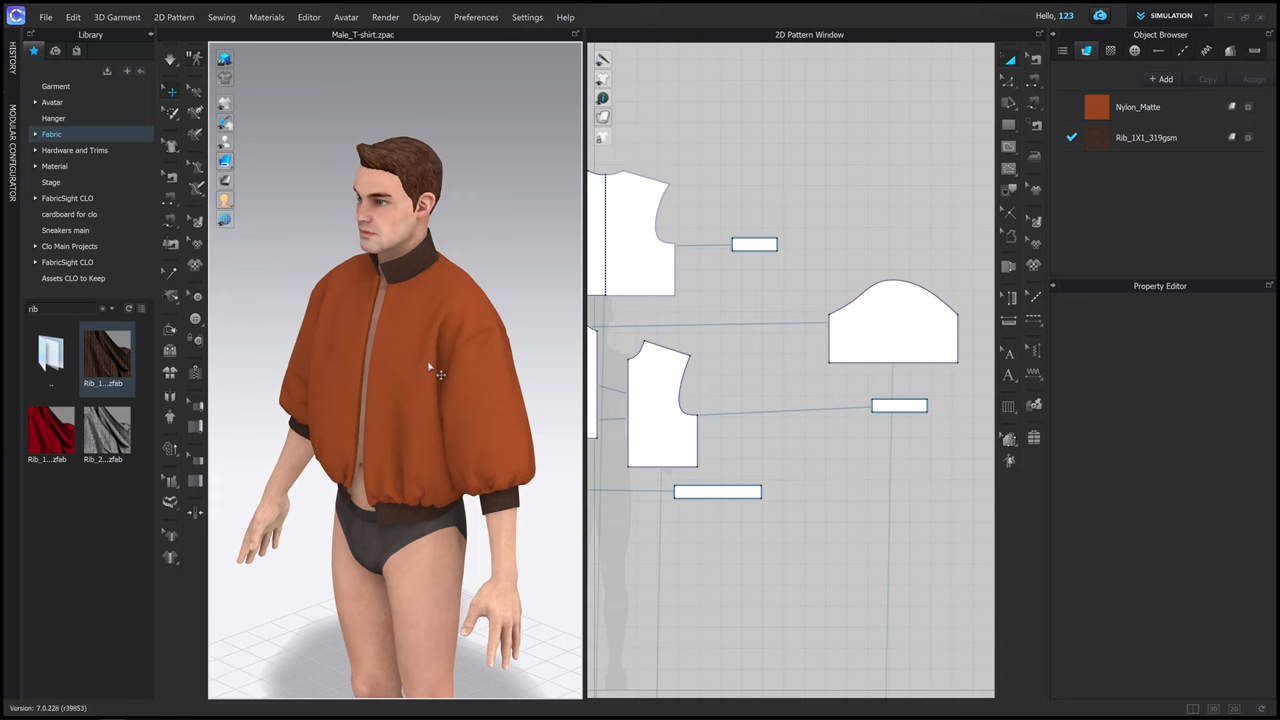 File 3D Garment 2D Pattern Sewing Materials Editor Avatar Render Display Preferences Settings Help Hello, 123 SIMULATION
Library Male_T-shirt.zpac 2D Pattern Window Object Browser
HISTORY
MODULAR CONFIGURATOR
+ Add Copy Assign
Garment
Avatar
Hanger
Fabric
Hardware and Trims
Material
Stage
FabricSight CLO
cardboard for clo
Sneakers main
Clo Main Projects
FabricSight CLO
Assets CLO to Keep
rib
..
Rib_1...zfab
Rib_1...zfab
Rib_2...zfab
Nylon_Matte
Rib_1X1_319gsm
Property Editor
Version: 7.0.228 (r39853)